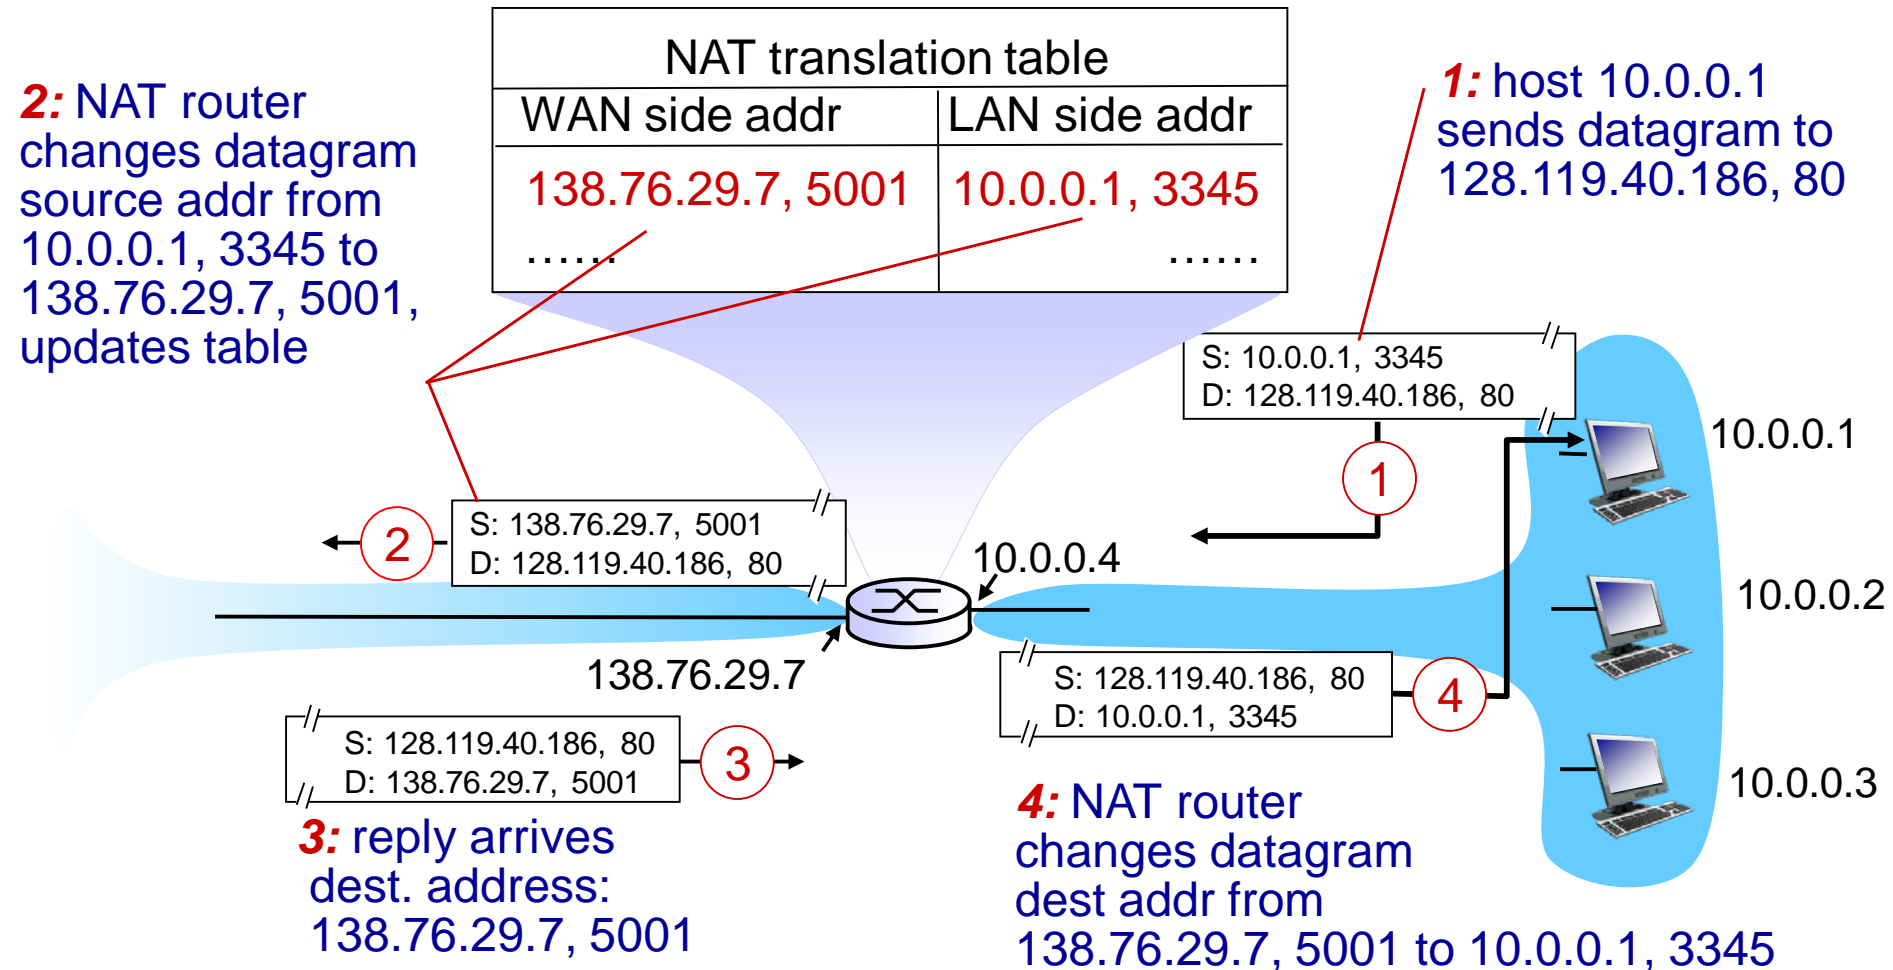 NAT translation table
WAN side addr LAN side addr
138.76.29.7, 5001 10.0.0.1, 3345
...... ......
2: NAT router
changes datagram
source addr from
10.0.0.1, 3345 to
138.76.29.7, 5001,
updates table
1: host 10.0.0.1
sends datagram to
128.119.40.186, 80
S: 10.0.0.1, 3345
D: 128.119.40.186, 80
1
10.0.0.1
S: 138.76.29.7, 5001
D: 128.119.40.186, 80
2
10.0.0.4
10.0.0.2
138.76.29.7
S: 128.119.40.186, 80
D: 10.0.0.1, 3345
4
S: 128.119.40.186, 80
D: 138.76.29.7, 5001
3
10.0.0.3
3: reply arrives
dest. address:
138.76.29.7, 5001
4: NAT router
changes datagram
dest addr from
138.76.29.7, 5001 to 10.0.0.1, 3345